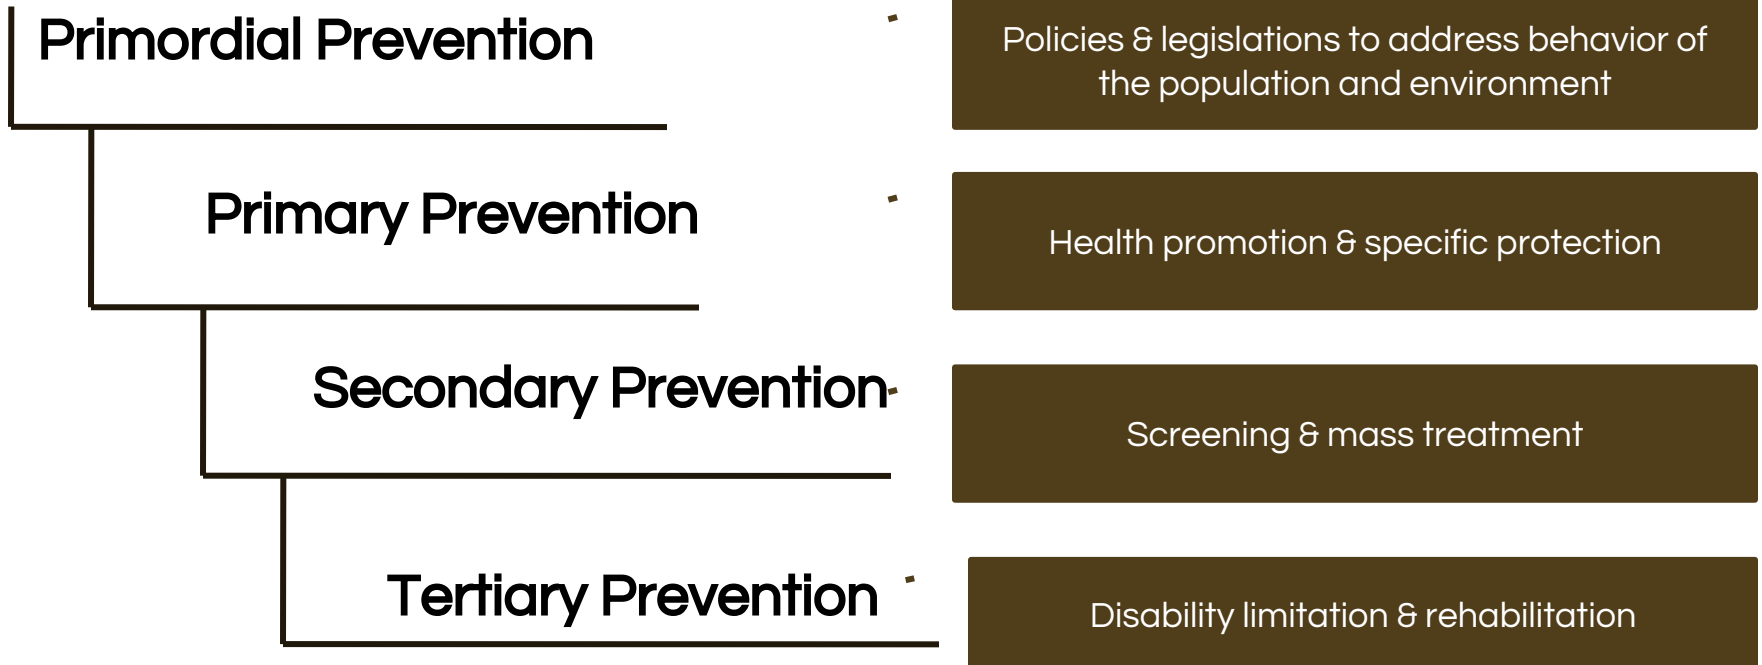 Primordial Prevention
Policies & legislations to address behavior of
the population and environment
Primary Prevention
Health promotion & specific protection
Secondary Prevention
Screening & mass treatment
Tertiary Prevention
Disability limitation & rehabilitation